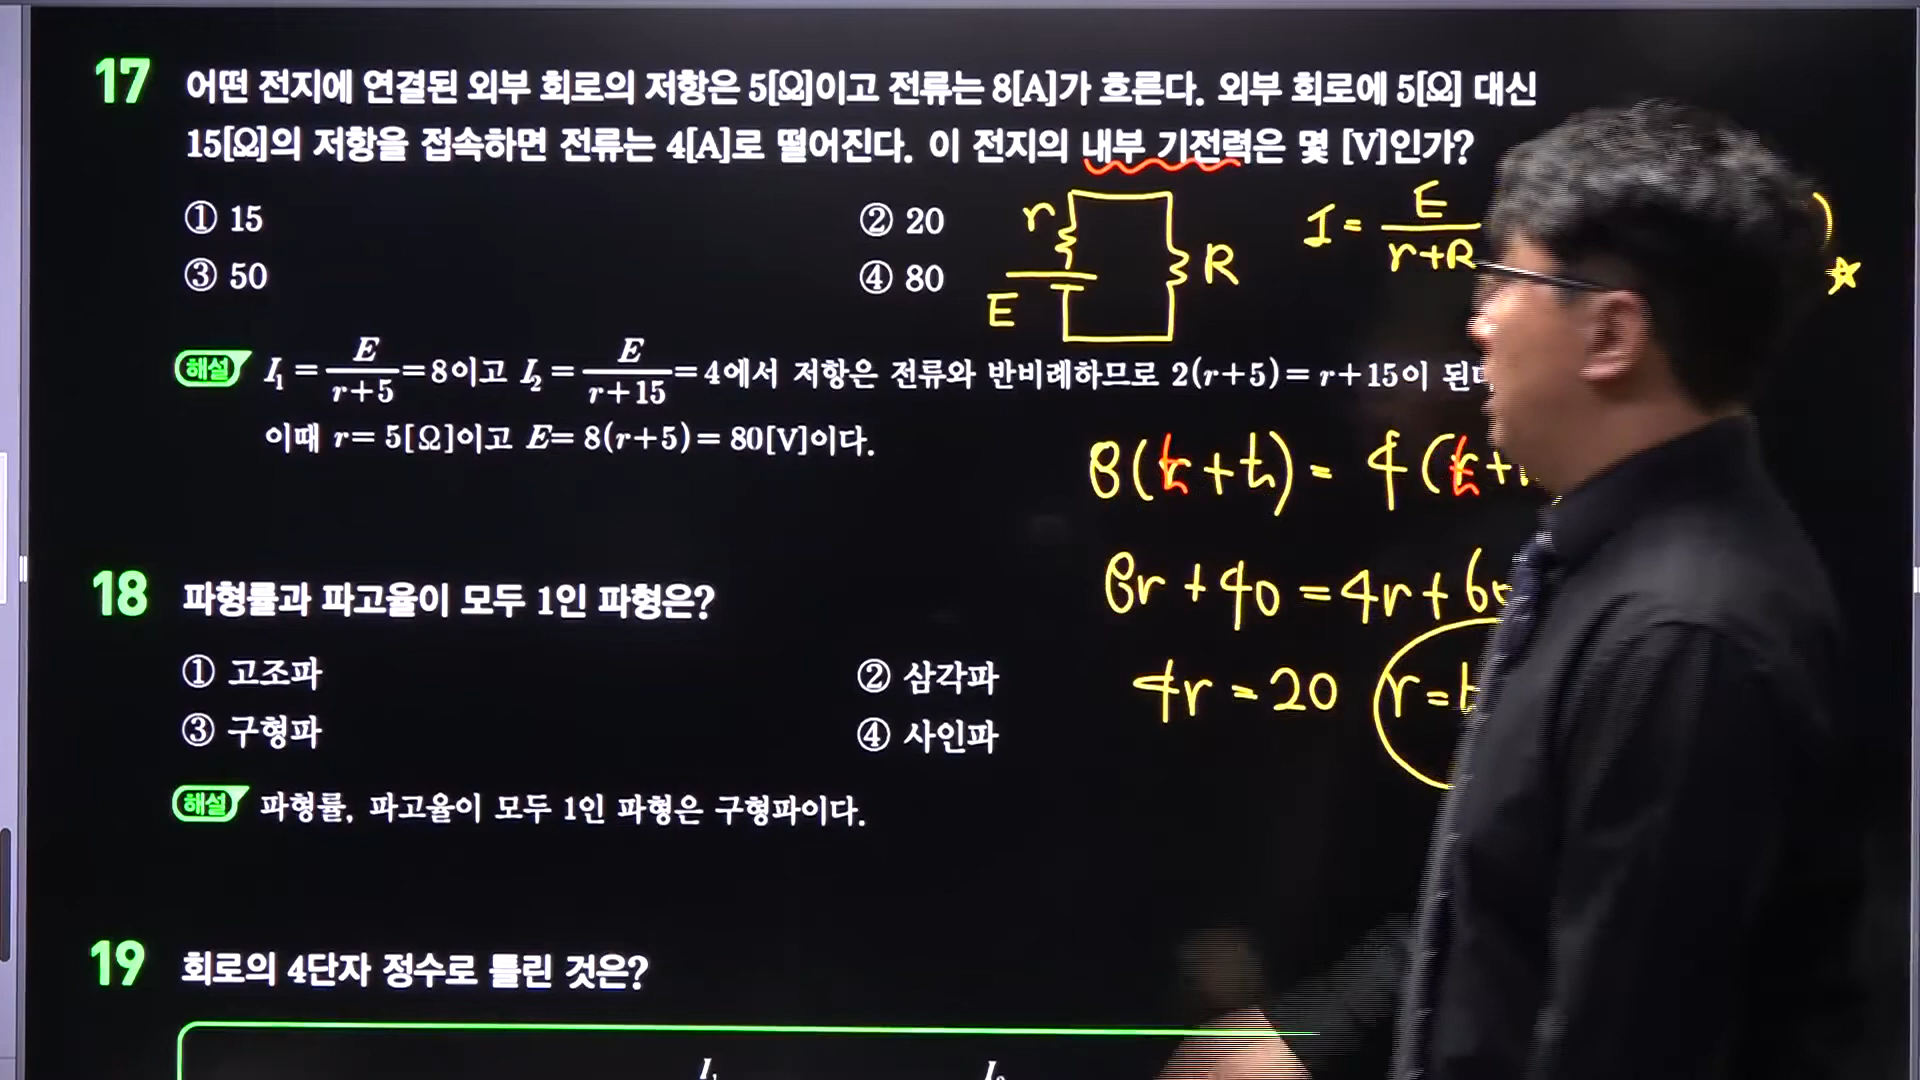 17 어떤 전지에 연결된 외부 회로의 저항은 5[Ω]이고 전류는 8[A]가 흐른다. 외부 회로에 5[Ω] 대신
15[Ω]의 저항을 접속하면 전류는 4[A]로 떨어진다. 이 전지의 내부 기전력은 몇 [V]인가?
① 15 ② 20
③ 50 ④ 80
r R E
I = E/(r+R)
해설 I₁ = E/(r+5) = 8이고 I₂ = E/(r+15) = 4에서 저항은 전류와 반비례하므로 2(r+5) = r+15이
이때 r = 5[Ω]이고 E = 8(r+5) = 80[V]이다.
8(r+5) = 4(r+
8r + 40 = 4r + 6
4r = 20 r =
18 파형률과 파고율이 모두 1인 파형은?
① 고조파 ② 삼각파
③ 구형파 ④ 사인파
해설 파형률, 파고율이 모두 1인 파형은 구형파이다.
19 회로의 4단자 정수로 틀린 것은?
I₁